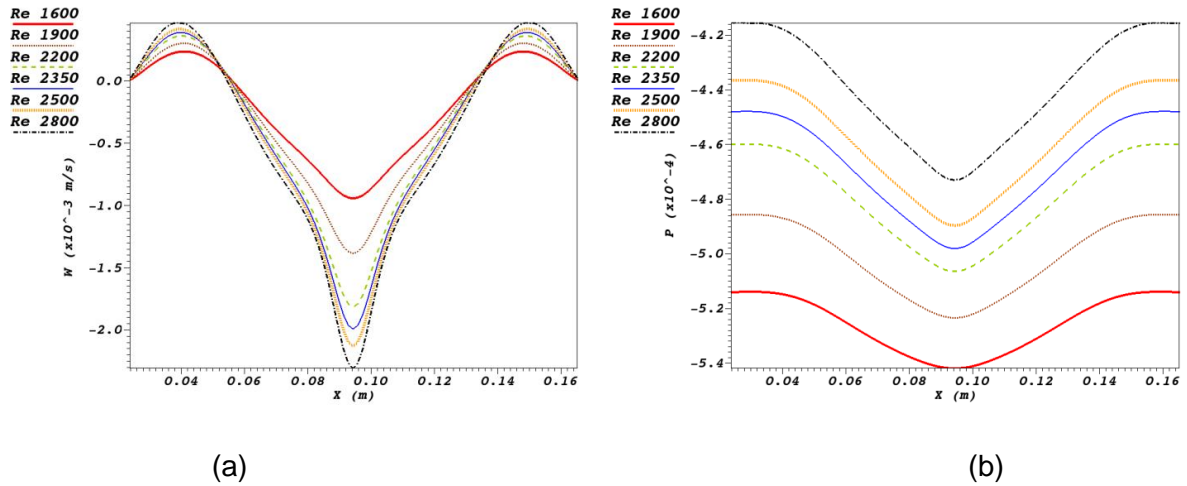 Re 1600
Re 1900
Re 2200
Re 2350
Re 2500
Re 2800
0.0
-0.5
-1.0
-1.5
-2.0
W (x10^-3 m/s)
0.04 0.06 0.08 0.10 0.12 0.14 0.16
X (m)
(a)
Re 1600
Re 1900
Re 2200
Re 2350
Re 2500
Re 2800
-4.2
-4.4
-4.6
-4.8
-5.0
-5.2
-5.4
P (x10^-4)
0.04 0.06 0.08 0.10 0.12 0.14 0.16
X (m)
(b)